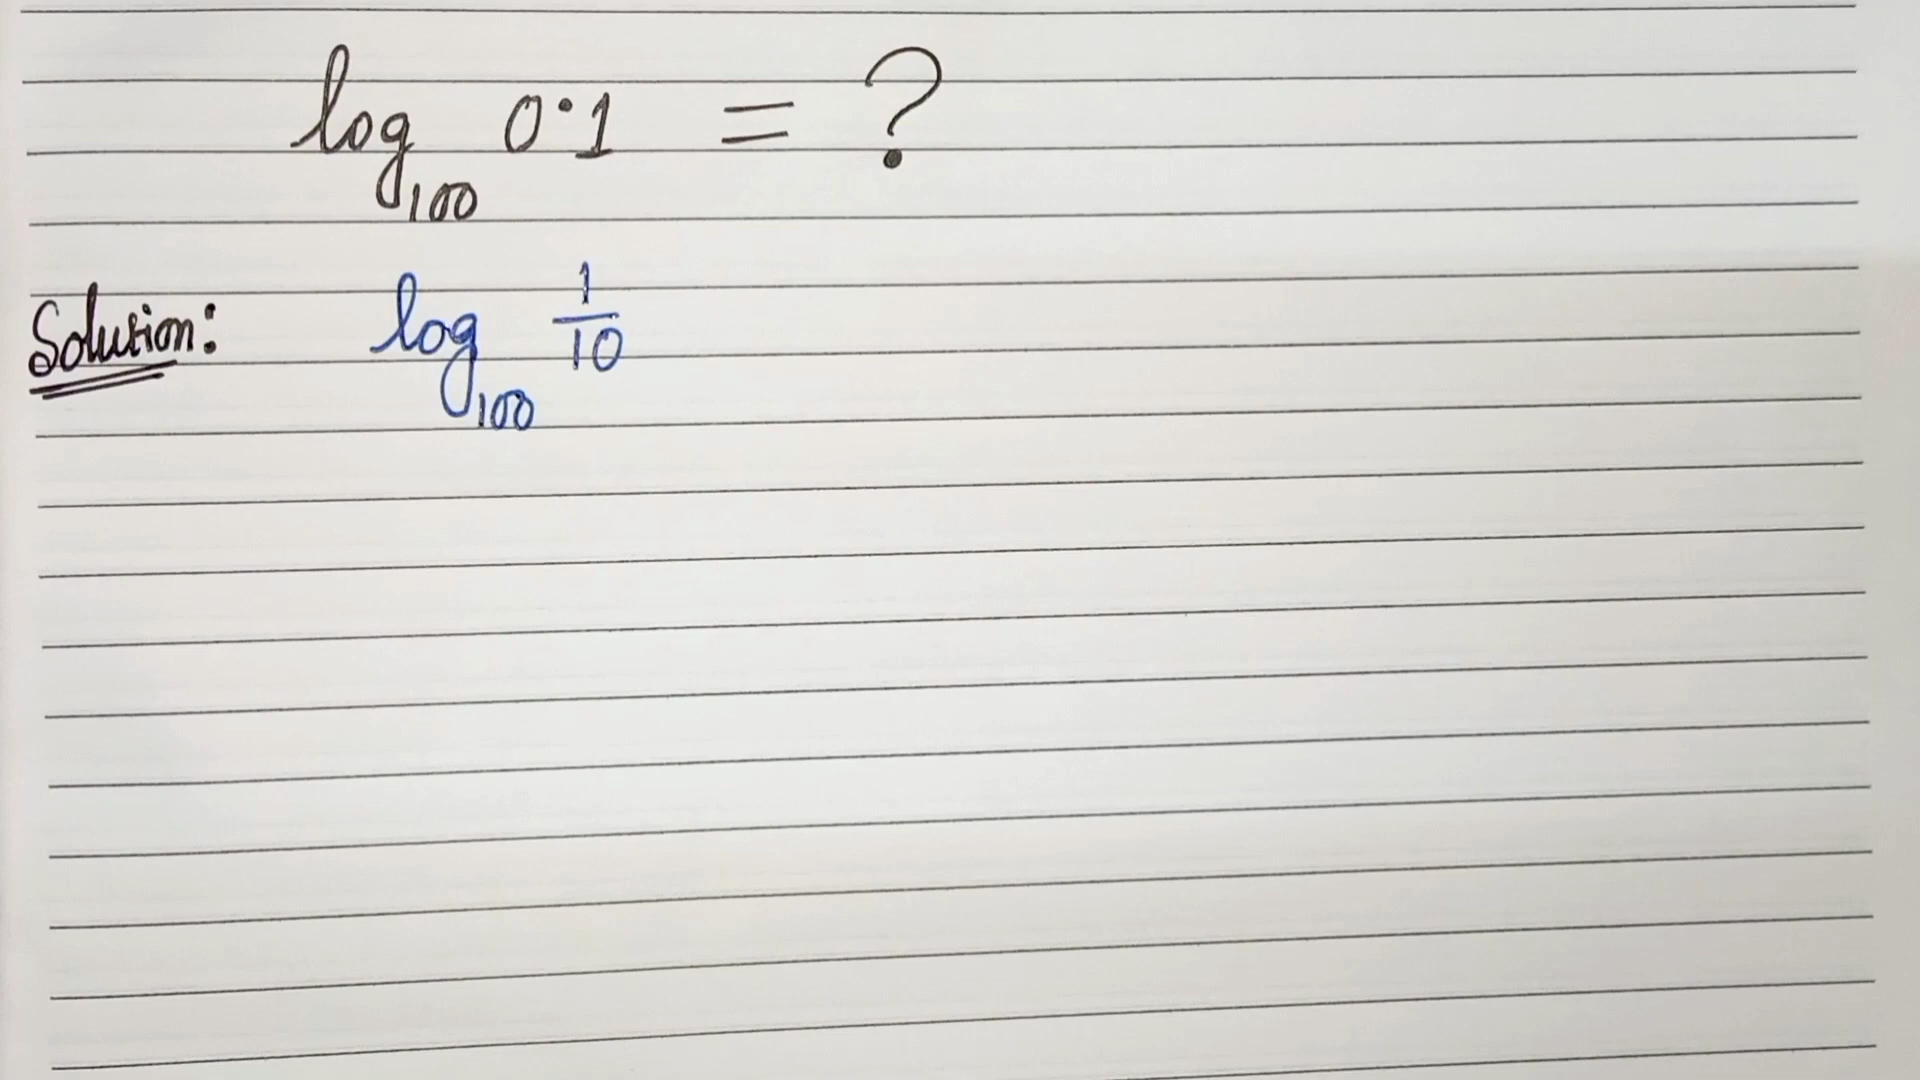 log₁₀₀ 0·1 = ?
Solution: log₁₀₀ 1/10